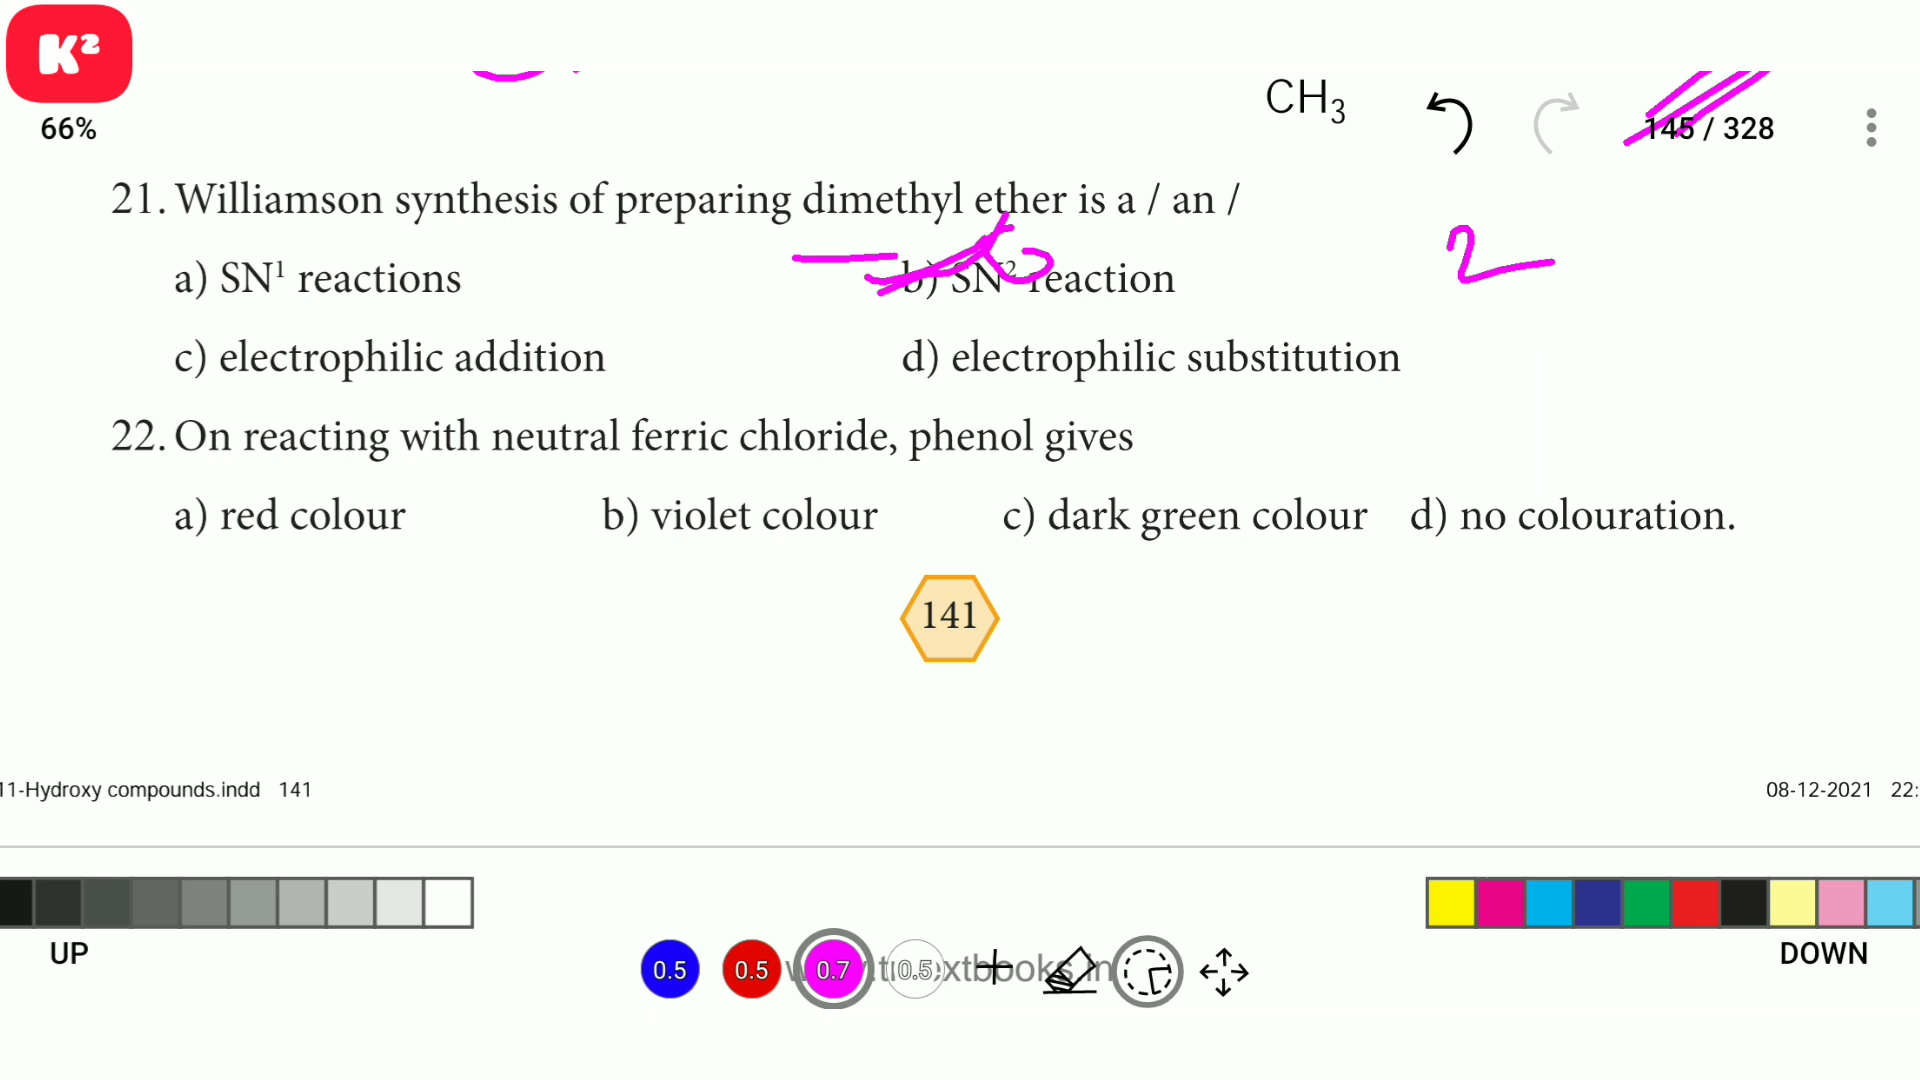 K²
66%
CH₃
145 / 328
21. Williamson synthesis of preparing dimethyl ether is a / an /
a) SN¹ reactions b) SN² reaction
2
c) electrophilic addition d) electrophilic substitution
22. On reacting with neutral ferric chloride, phenol gives
a) red colour b) violet colour c) dark green colour d) no colouration.
141
11-Hydroxy compounds.indd 141 08-12-2021 22:
UP DOWN
0.5 0.5 0.7 0.5